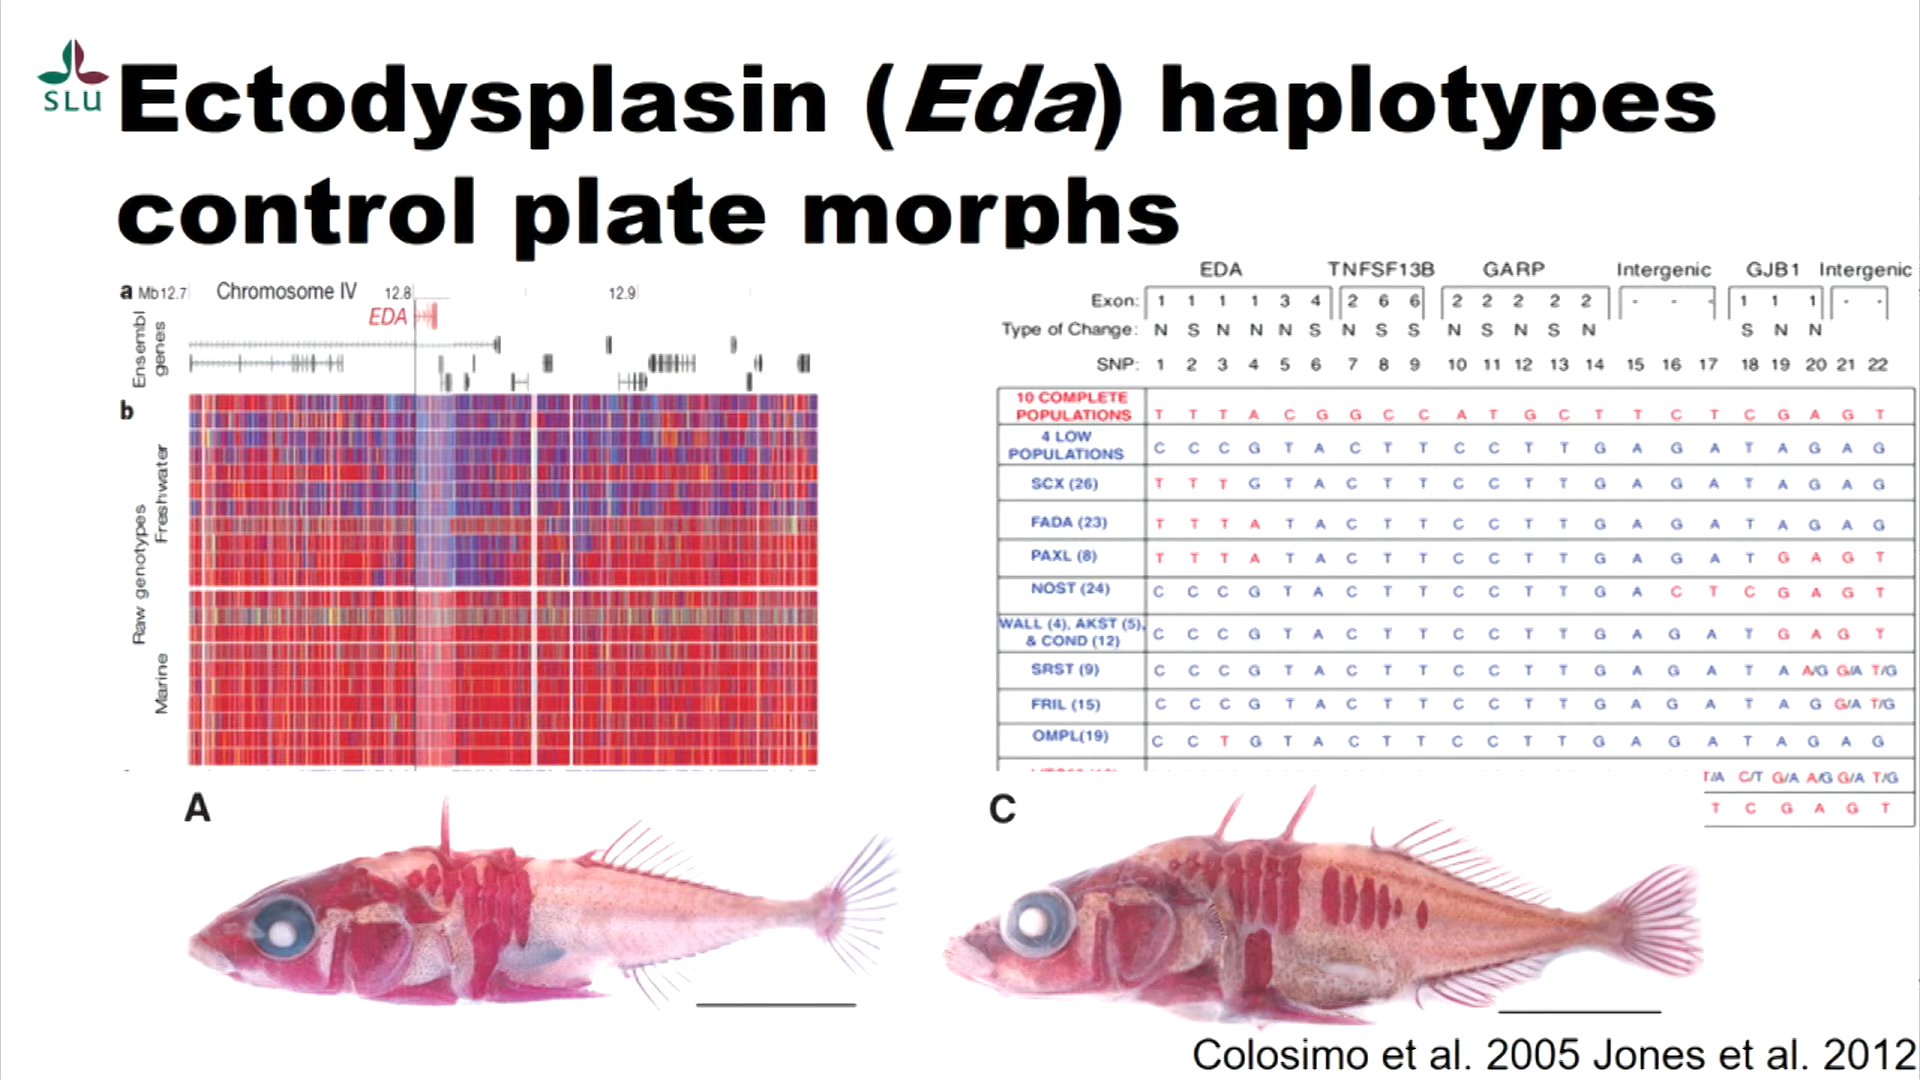 SLU
Ectodysplasin (Eda) haplotypes
control plate morphs
a Mb12.7 Chromosome IV 12.8 12.9
EDA
Ensembl
genes
b
Raw genotypes
Freshwater
Marine
EDA TNFSF13B GARP Intergenic GJB1 Intergenic
Exon: 1 1 1 1 3 4 2 6 6 2 2 2 2 2 - - - 1 1 1 - -
Type of Change: N S N N N S N S S N S N S N S N N
SNP: 1 2 3 4 5 6 7 8 9 10 11 12 13 14 15 16 17 18 19 20 21 22
10 COMPLETE
POPULATIONS T T T A C G G C C A T G C T T C T C G A G T
4 LOW
POPULATIONS C C C G T A C T T C C T T G A G A T A G A G
SCX (26) T T T G T A C T T C C T T G A G A T A G A G
FADA (23) T T T A T A C T T C C T T G A G A T A G A G
PAXL (8) T T T A T A C T T C C T T G A G A T G A G T
NOST (24) C C C G T A C T T C C T T G A C T C G A G T
WALL (4), AKST (5),
& COND (12) C C C G T A C T T C C T T G A G A T G A G T
SRST (9) C C C G T A C T T C C T T G A G A T A A/G G/A T/G
FRIL (15) C C C G T A C T T C C T T G A G A T A G G/A T/G
OMPL(19) C C T G T A C T T C C T T G A G A T A G A G
T/A C/T G/A A/G G/A T/G
T C G A G T
A
C
Colosimo et al. 2005 Jones et al. 2012